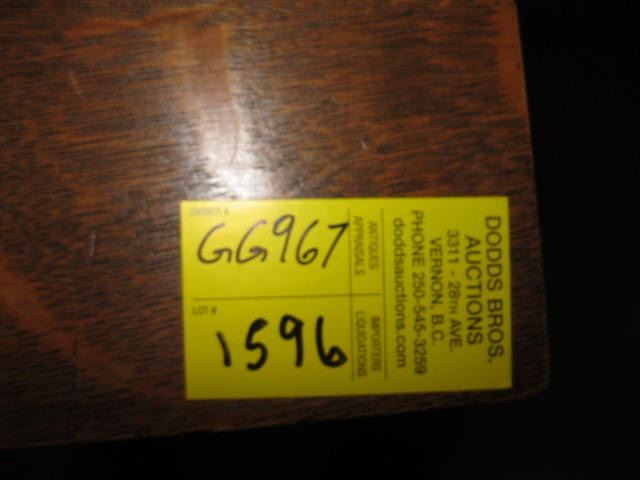 DODDS BROS.
AUCTIONS
3311 - 28TH AVE.
VERNON, B.C.
PHONE 250-545-3259
doddsauctions.com
ANTIQUES
IMPORTERS
APPRAISALS
LIQUIDATIONS
OWNER #
GG967
LOT #
1596